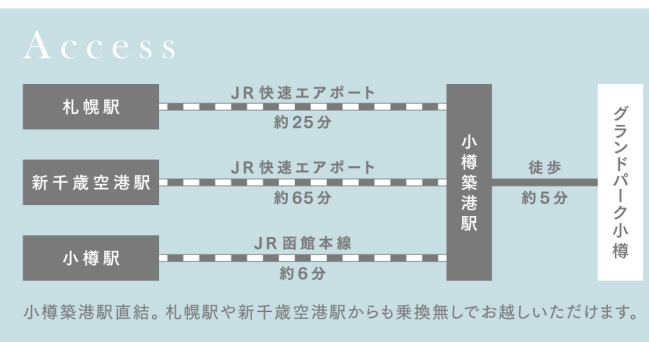 Access
札幌駅
JR快速エアポート
約25分
新千歳空港駅
JR快速エアポート
約65分
小樽駅
JR函館本線
約6分
小樽築港駅
徒歩
約5分
グランドパーク小樽
小樽築港駅直結。札幌駅や新千歳空港駅からも乗換無しでお越しいただけます。